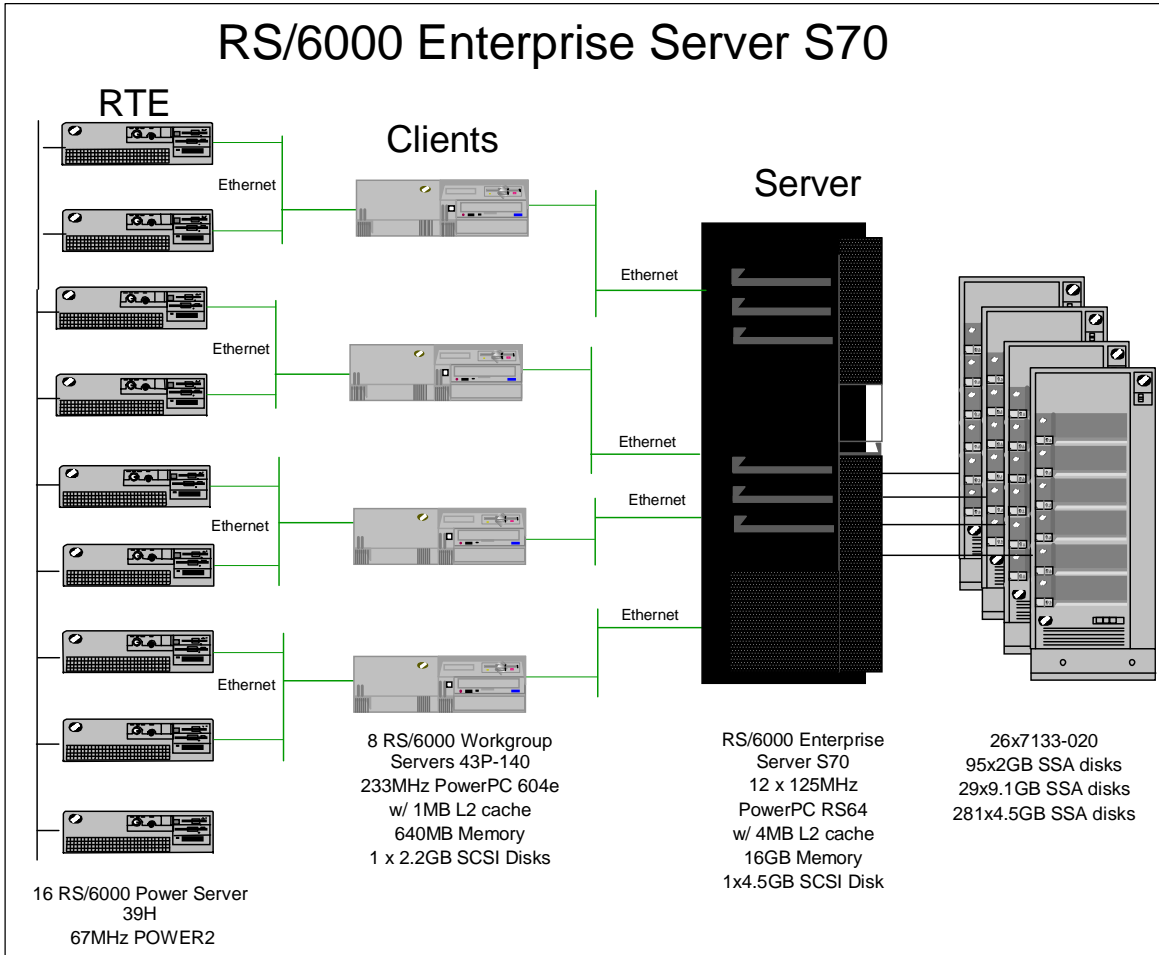 RS/6000 Enterprise Server S70
RTE
Clients
Server
Ethernet
Ethernet
Ethernet
Ethernet
Ethernet
Ethernet
Ethernet
Ethernet
16 RS/6000 Power Server
39H
67MHz POWER2
8 RS/6000 Workgroup
Servers 43P-140
233MHz PowerPC 604e
w/ 1MB L2 cache
640MB Memory
1 x 2.2GB SCSI Disks
RS/6000 Enterprise
Server S70
12 x 125MHz
PowerPC RS64
w/ 4MB L2 cache
16GB Memory
1x4.5GB SCSI Disk
26x7133-020
95x2GB SSA disks
29x9.1GB SSA disks
281x4.5GB SSA disks